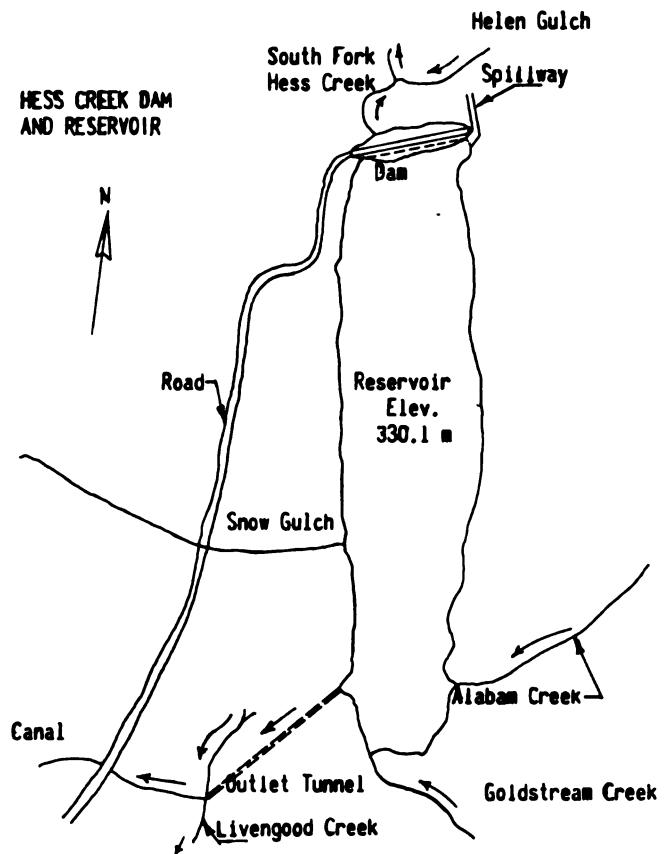 Helen Gulch
South Fork
Hess Creek
Spillway
HESS CREEK DAM
AND RESERVOIR
Dam
N
Road
Reservoir
Elev.
330.1 m
Snow Gulch
Alabam Creek
Canal
Outlet Tunnel
Goldstream Creek
Livengood Creek